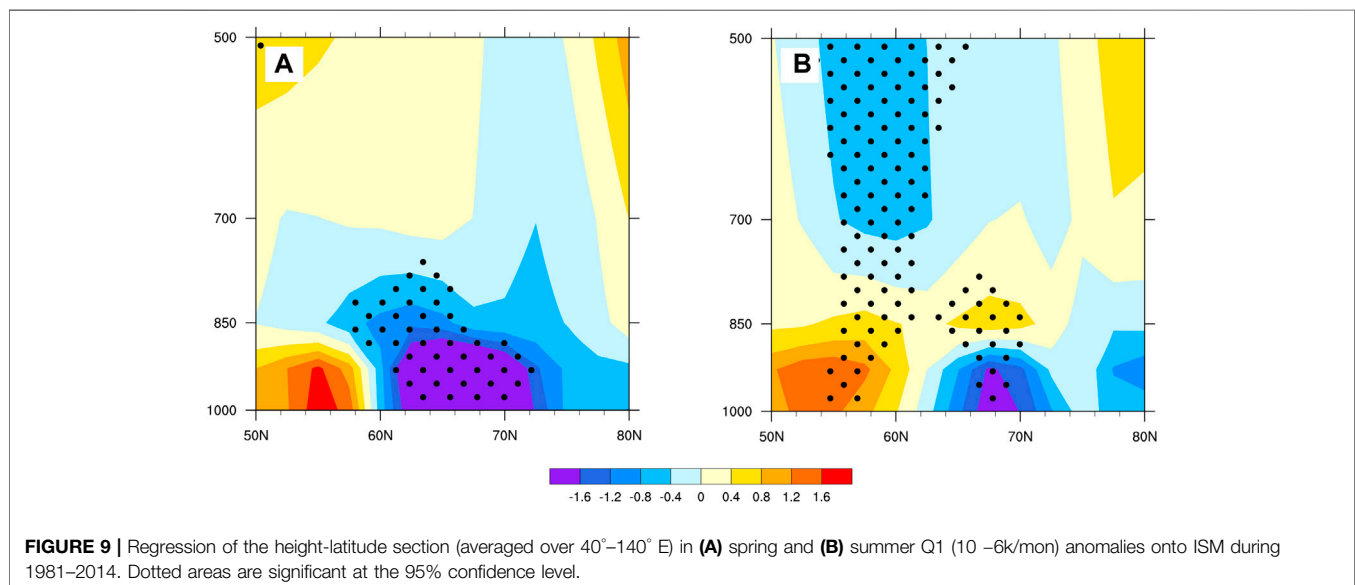 A
B
500
700
850
1000
50N
60N
70N
80N
500
700
850
1000
50N
60N
70N
80N
-1.6
-1.2
-0.8
-0.4
0
0.4
0.8
1.2
1.6
FIGURE 9 | Regression of the height-latitude section (averaged over 40°–140° E) in (A) spring and (B) summer Q1 (10 −6k/mon) anomalies onto ISM during
1981–2014. Dotted areas are significant at the 95% confidence level.